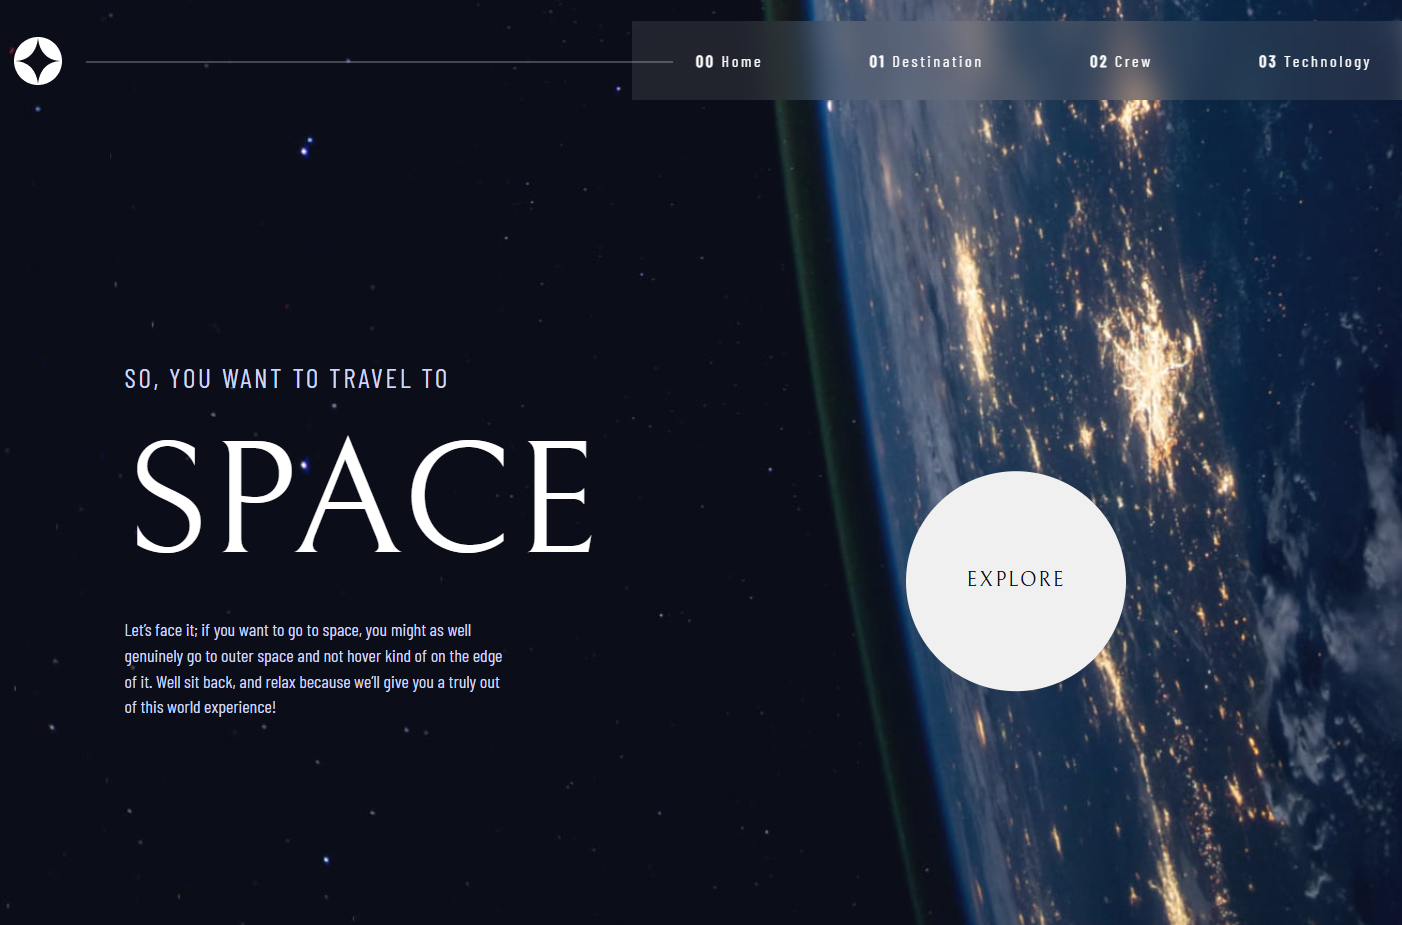 00 Home 01 Destination 02 Crew 03 Technology
SO, YOU WANT TO TRAVEL TO
SPACE
Let's face it; if you want to go to space, you might as well
genuinely go to outer space and not hover kind of on the edge
of it. Well sit back, and relax because we'll give you a truly out
of this world experience!
EXPLORE